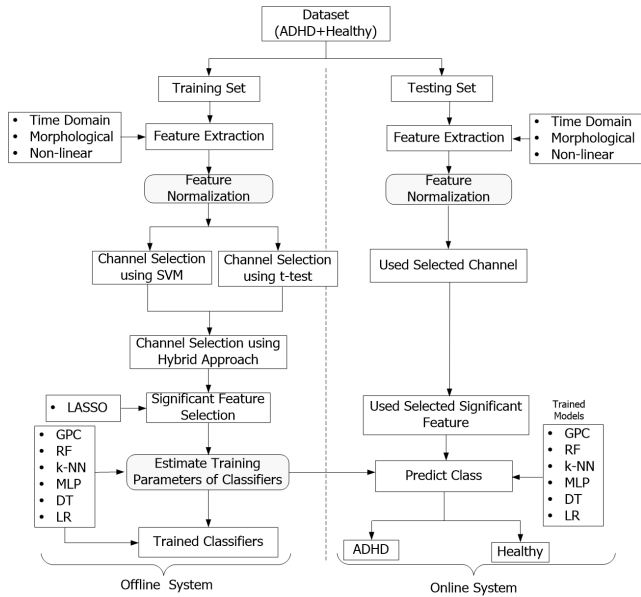 Dataset
(ADHD+Healthy)
Training Set
Testing Set
• Time Domain
• Morphological
• Non-linear
Feature Extraction
Feature Extraction
• Time Domain
• Morphological
• Non-linear
Feature
Normalization
Feature
Normalization
Channel Selection
using SVM
Channel Selection
using t-test
Used Selected Channel
Channel Selection using
Hybrid Approach
• LASSO
Significant Feature
Selection
Used Selected Significant
Feature
Trained
Models
• GPC
• RF
• k-NN
• MLP
• DT
• LR
Estimate Training
Parameters of Classifiers
Predict Class
• GPC
• RF
• k-NN
• MLP
• DT
• LR
Trained Classifiers
ADHD
Healthy
Offline System
Online System